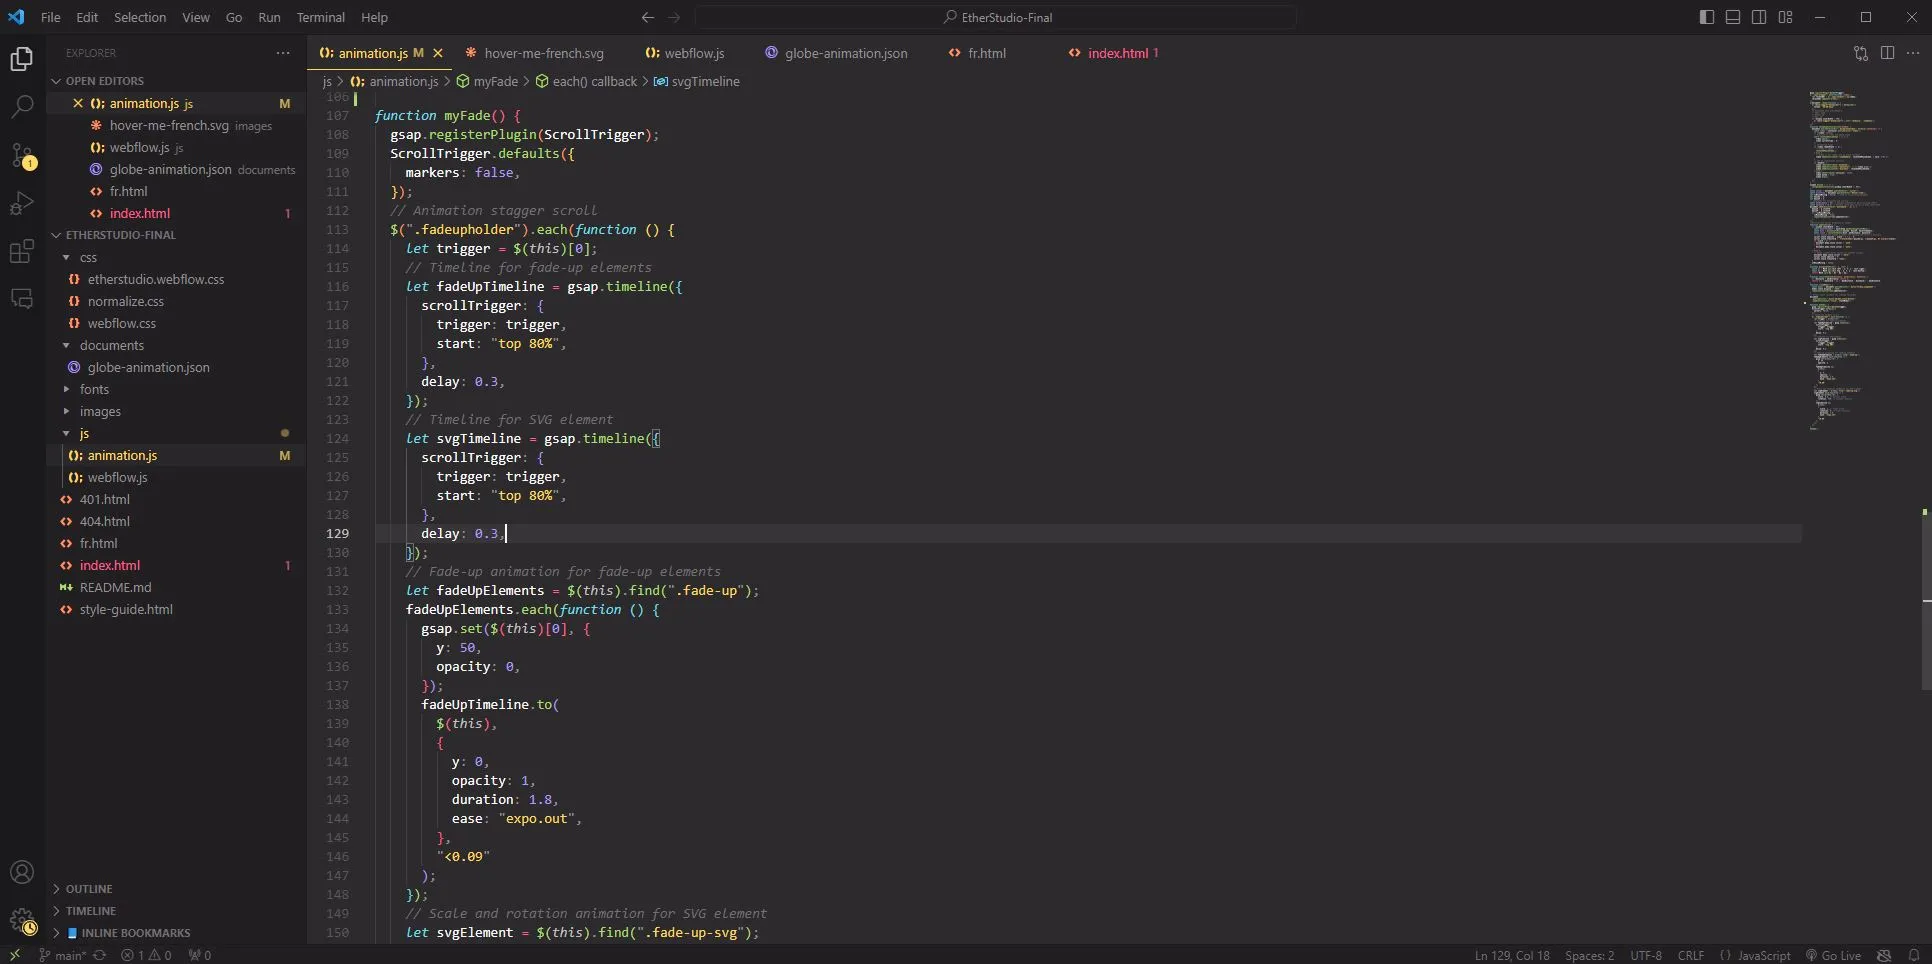 File Edit Selection View Go Run Terminal Help
EtherStudio-Final
EXPLORER
OPEN EDITORS
animation.js js M
hover-me-french.svg images
webflow.js js
globe-animation.json documents
fr.html
index.html 1
ETHERSTUDIO-FINAL
css
etherstudio.webflow.css
normalize.css
webflow.css
documents
globe-animation.json
fonts
images
js
animation.js M
webflow.js
401.html
404.html
fr.html
index.html 1
README.md
style-guide.html
OUTLINE
TIMELINE
INLINE BOOKMARKS
1
animation.js M hover-me-french.svg webflow.js globe-animation.json fr.html index.html 1
js > animation.js > myFade > each() callback > svgTimeline
106
107 function myFade() {
108 gsap.registerPlugin(ScrollTrigger);
109 ScrollTrigger.defaults({
110 markers: false,
111 });
112 // Animation stagger scroll
113 $(".fadeupholder").each(function () {
114 let trigger = $(this)[0];
115 // Timeline for fade-up elements
116 let fadeUpTimeline = gsap.timeline({
117 scrollTrigger: {
118 trigger: trigger,
119 start: "top 80%",
120 },
121 delay: 0.3,
122 });
123 // Timeline for SVG element
124 let svgTimeline = gsap.timeline({
125 scrollTrigger: {
126 trigger: trigger,
127 start: "top 80%",
128 },
129 delay: 0.3,
130 });
131 // Fade-up animation for fade-up elements
132 let fadeUpElements = $(this).find(".fade-up");
133 fadeUpElements.each(function () {
134 gsap.set($(this)[0], {
135 y: 50,
136 opacity: 0,
137 });
138 fadeUpTimeline.to(
139 $(this),
140 {
141 y: 0,
142 opacity: 1,
143 duration: 1.8,
144 ease: "expo.out",
145 },
146 "<0.09"
147 );
148 });
149 // Scale and rotation animation for SVG element
150 let svgElement = $(this).find(".fade-up-svg");
main* 1 0 0
Ln 129, Col 18 Spaces: 2 UTF-8 CRLF {} JavaScript Go Live